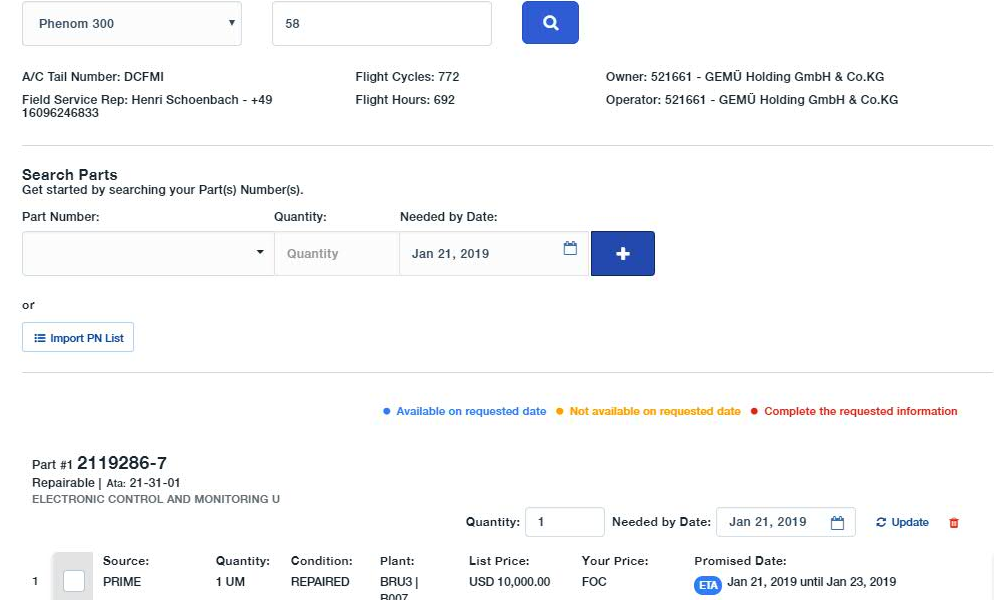 Phenom 300
58
A/C Tail Number: DCFMI
Flight Cycles: 772
Owner: 521661 - GEMÜ Holding GmbH & Co.KG
Field Service Rep: Henri Schoenbach - +49
16096246833
Flight Hours: 692
Operator: 521661 - GEMÜ Holding GmbH & Co.KG
Search Parts
Get started by searching your Part(s) Number(s).
Part Number:
Quantity:
Needed by Date:
Quantity
Jan 21, 2019
or
Import PN List
Available on requested date
Not available on requested date
Complete the requested information
Part #1 2119286-7
Repairable | Ata: 21-31-01
ELECTRONIC CONTROL AND MONITORING U
Quantity: 1
Needed by Date: Jan 21, 2019
Update
Source:
Quantity:
Condition:
Plant:
List Price:
Your Price:
Promised Date:
1
PRIME
1 UM
REPAIRED
BRU3 |
B007
USD 10,000.00
FOC
ETA Jan 21, 2019 until Jan 23, 2019